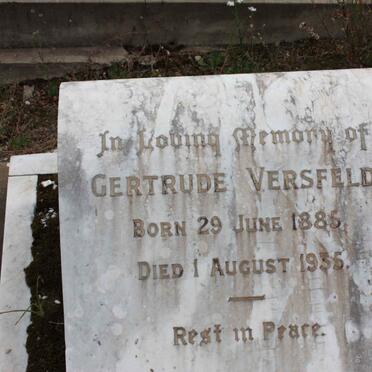 In Loving Memory of
GERTRUDE VERSFELD
BORN 29 JUNE 1885.
DIED 1 AUGUST 1935.
Rest in Peace.